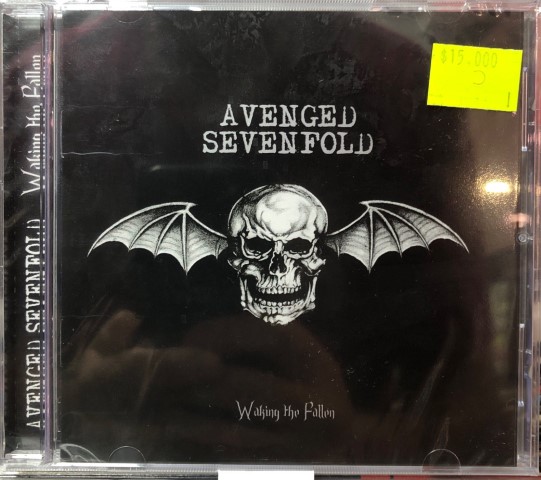 $15.000
AVENGED
SEVENFOLD
Waking the Fallen
AVENGED SEVENFOLD Waking the Fallen